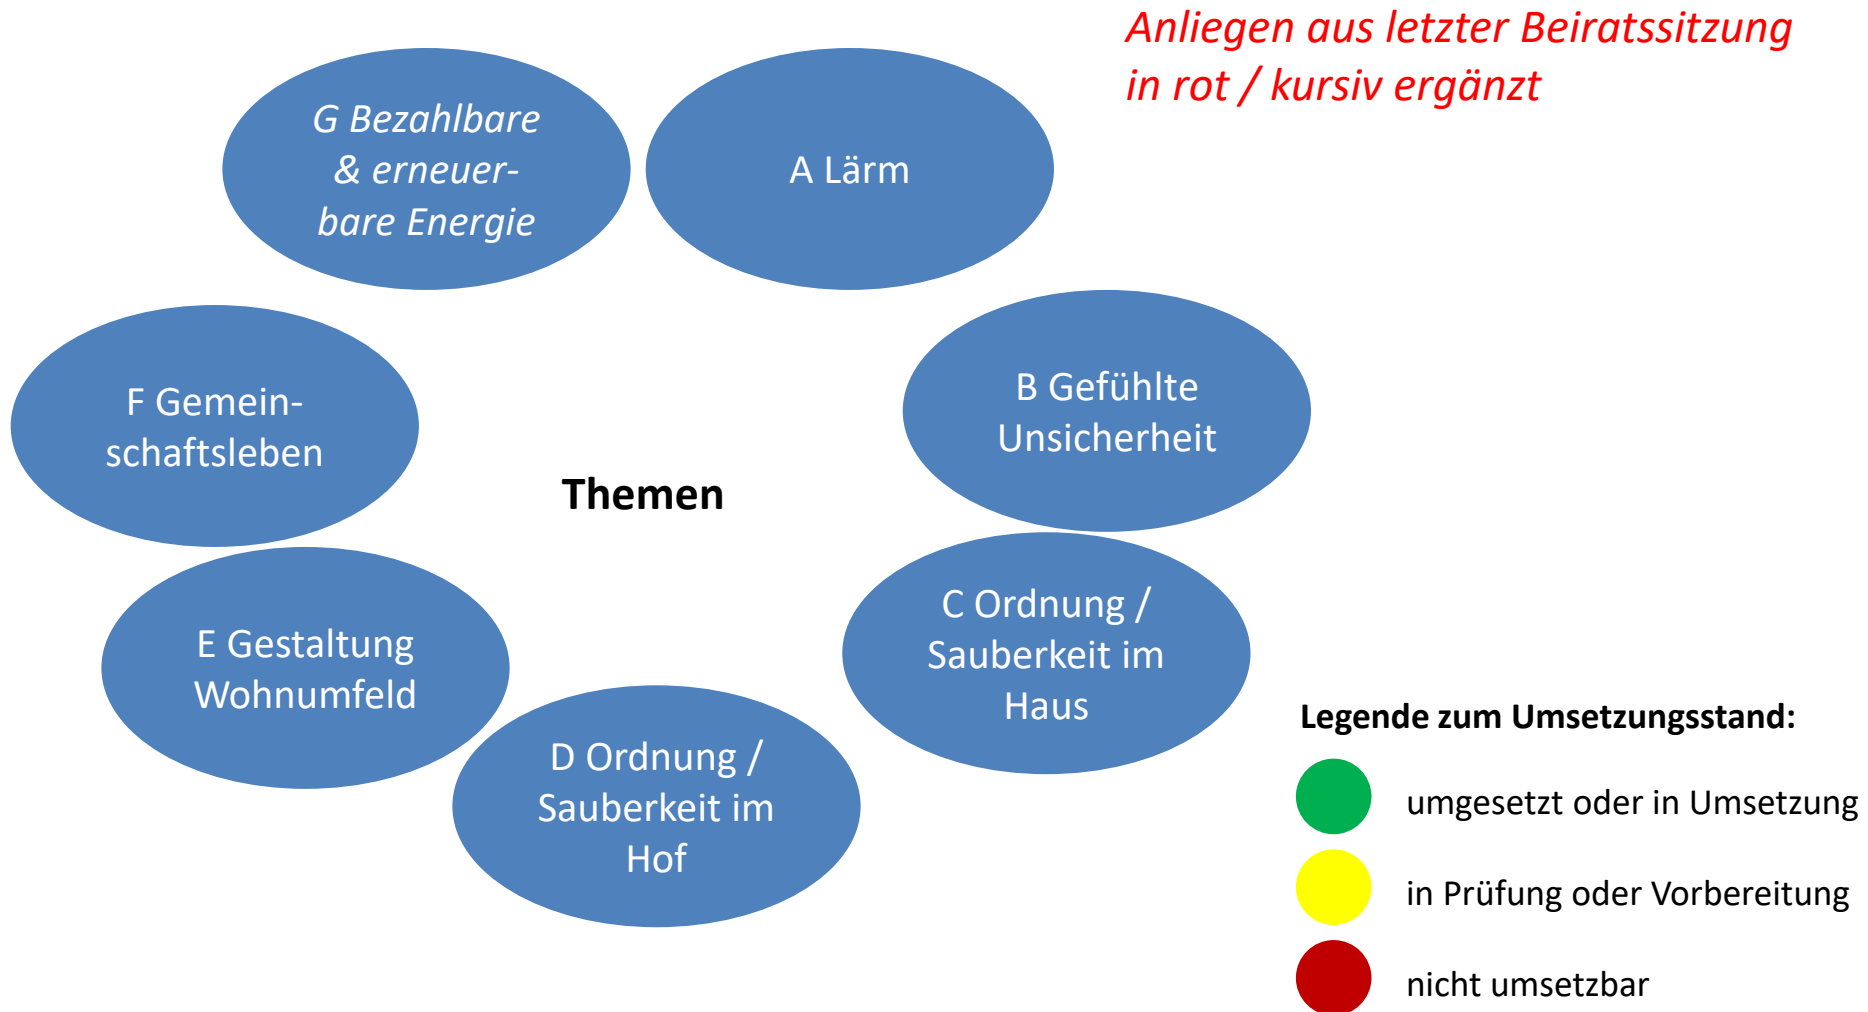 Anliegen aus letzter Beiratssitzung
in rot / kursiv ergänzt
G Bezahlbare
& erneuer-
bare Energie
A Lärm
B Gefühlte
Unsicherheit
F Gemein-
schaftsleben
Themen
C Ordnung /
Sauberkeit im
Haus
E Gestaltung
Wohnumfeld
D Ordnung /
Sauberkeit im
Hof
Legende zum Umsetzungsstand:
umgesetzt oder in Umsetzung
in Prüfung oder Vorbereitung
nicht umsetzbar